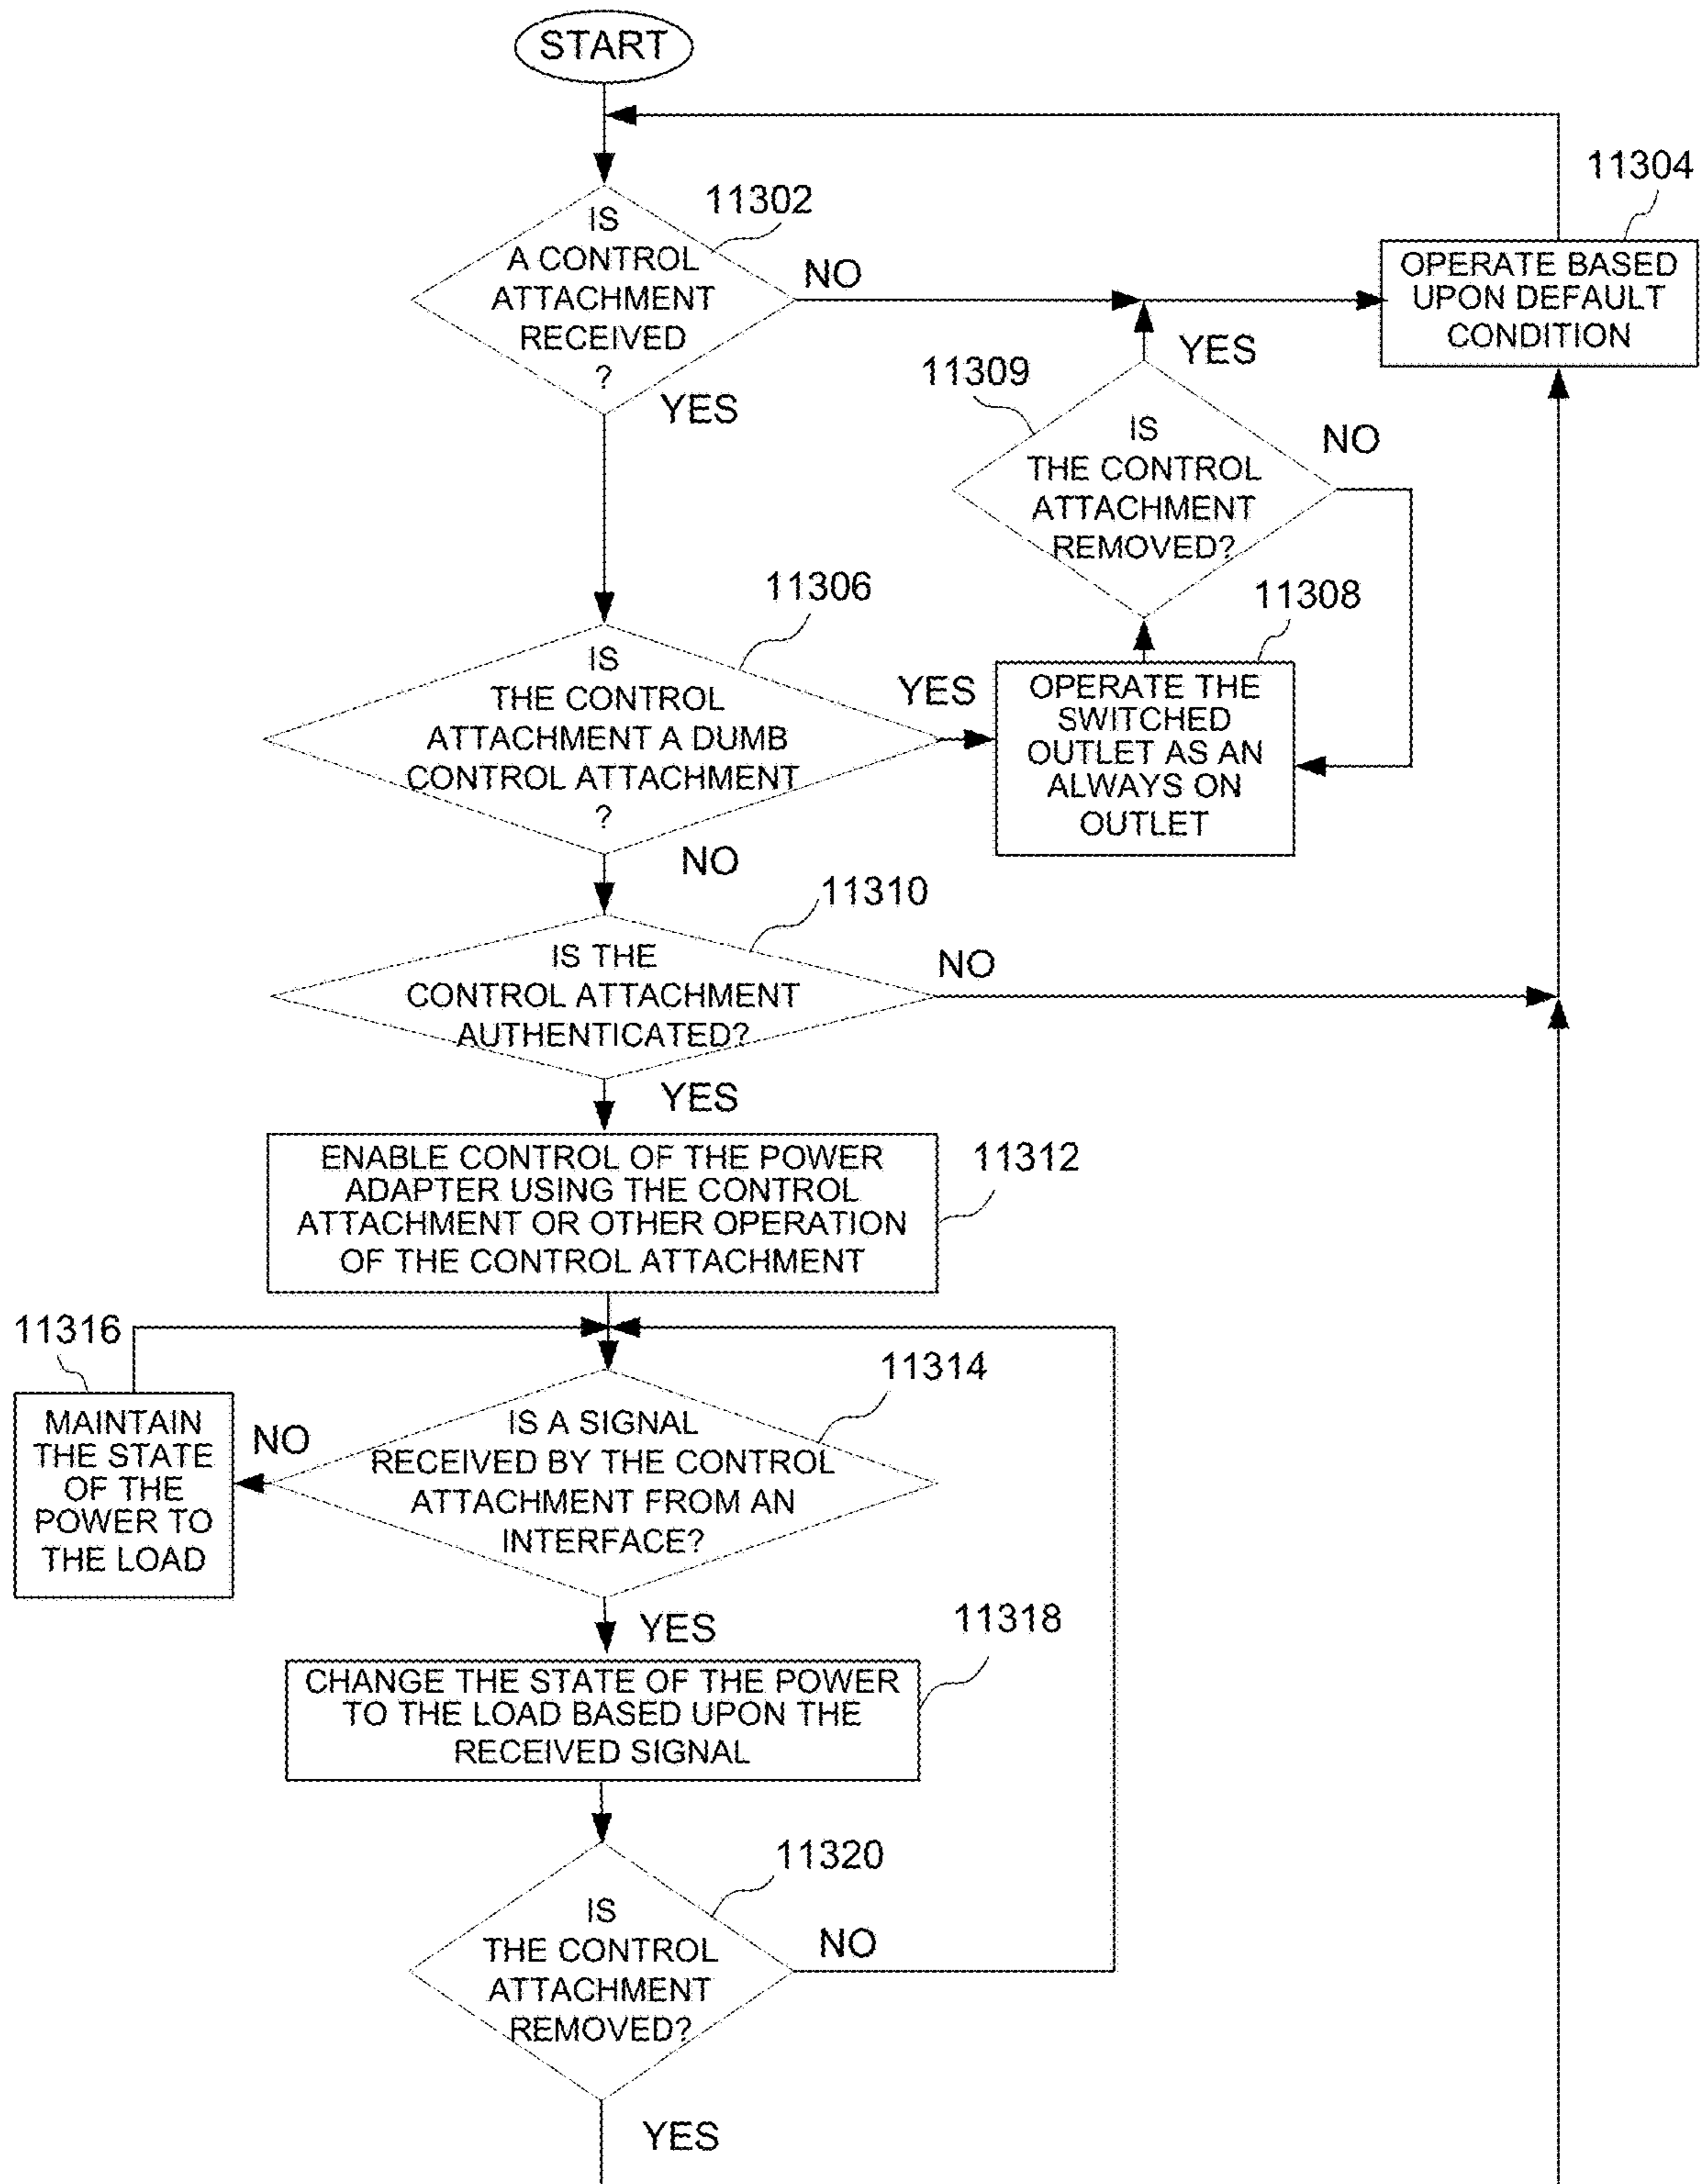 START
11304
11302
IS
A CONTROL
ATTACHMENT
RECEIVED
?
NO
YES
OPERATE BASED
UPON DEFAULT
CONDITION
YES
11309
IS
THE CONTROL
ATTACHMENT
REMOVED?
NO
11306
IS
THE CONTROL
ATTACHMENT A DUMB
CONTROL ATTACHMENT
?
YES
NO
11308
OPERATE THE
SWITCHED
OUTLET AS AN
ALWAYS ON
OUTLET
11310
IS THE
CONTROL ATTACHMENT
AUTHENTICATED?
NO
YES
ENABLE CONTROL OF THE POWER
ADAPTER USING THE CONTROL
ATTACHMENT OR OTHER OPERATION
OF THE CONTROL ATTACHMENT
11312
11316
MAINTAIN
THE STATE
OF THE
POWER TO
THE LOAD
NO
11314
IS A SIGNAL
RECEIVED BY THE CONTROL
ATTACHMENT FROM AN
INTERFACE?
YES
11318
CHANGE THE STATE OF THE POWER
TO THE LOAD BASED UPON THE
RECEIVED SIGNAL
11320
IS
THE CONTROL
ATTACHMENT
REMOVED?
NO
YES